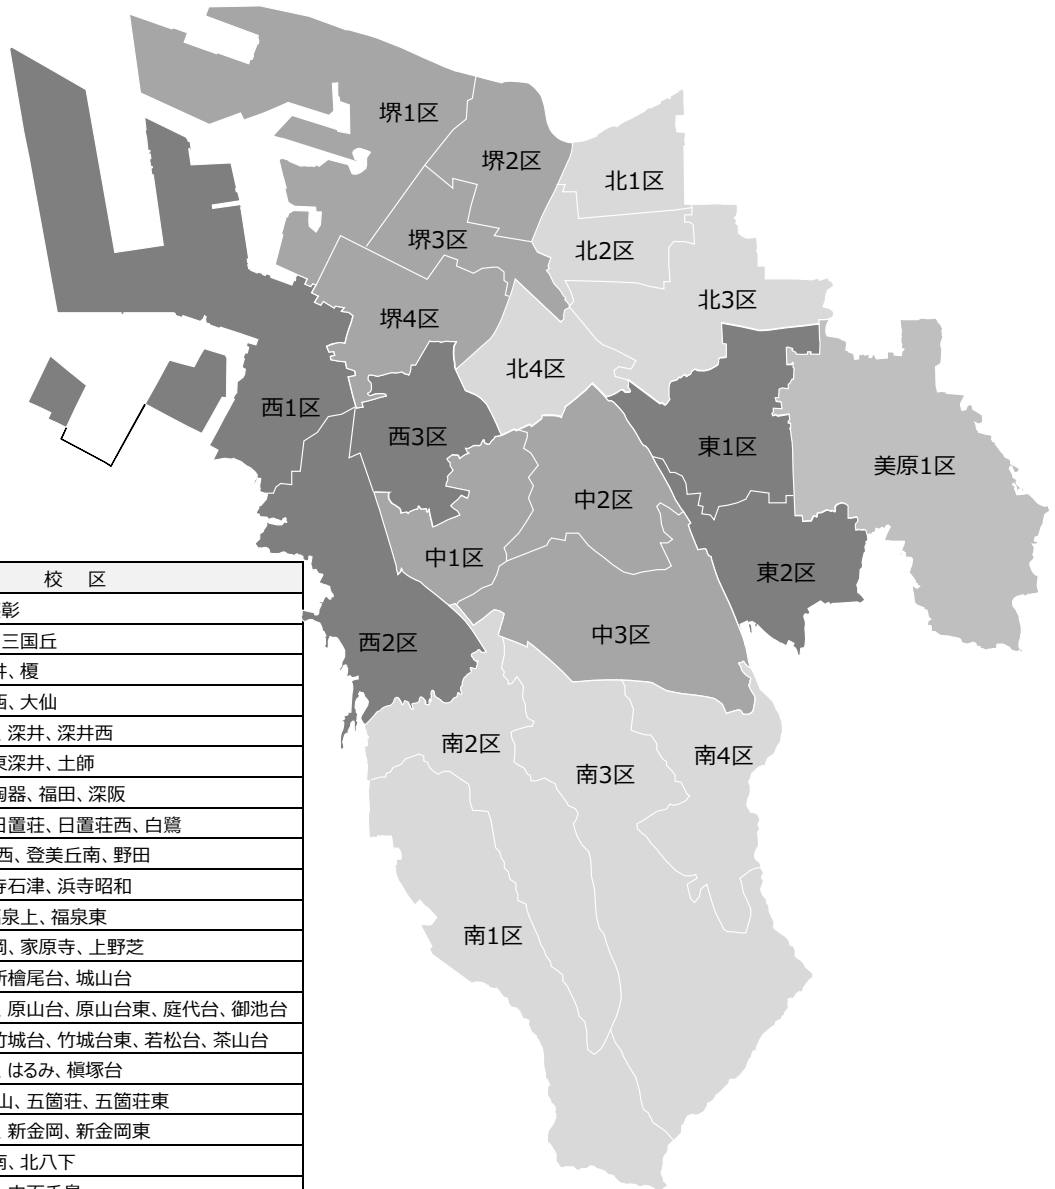 堺1区
堺2区
北1区
堺3区
北2区
北3区
堺4区
北4区
西1区
西3区
東1区
美原1区
中2区
中1区
東2区
中3区
西2区
南2区
南4区
南3区
南1区
校 区
彰
三国丘
井、榎
西、大仙
深井、深井西
東深井、土師
陶器、福田、深阪
日置荘、日置荘西、白鷺
西、登美丘南、野田
寺石津、浜寺昭和
福泉上、福泉東
岡、家原寺、上野芝
新檜尾台、城山台
原山台、原山台東、庭代台、御池台
竹城台、竹城台東、若松台、茶山台
はるみ、槇塚台
山、五箇荘、五箇荘東
新金岡、新金岡東
南、北八下